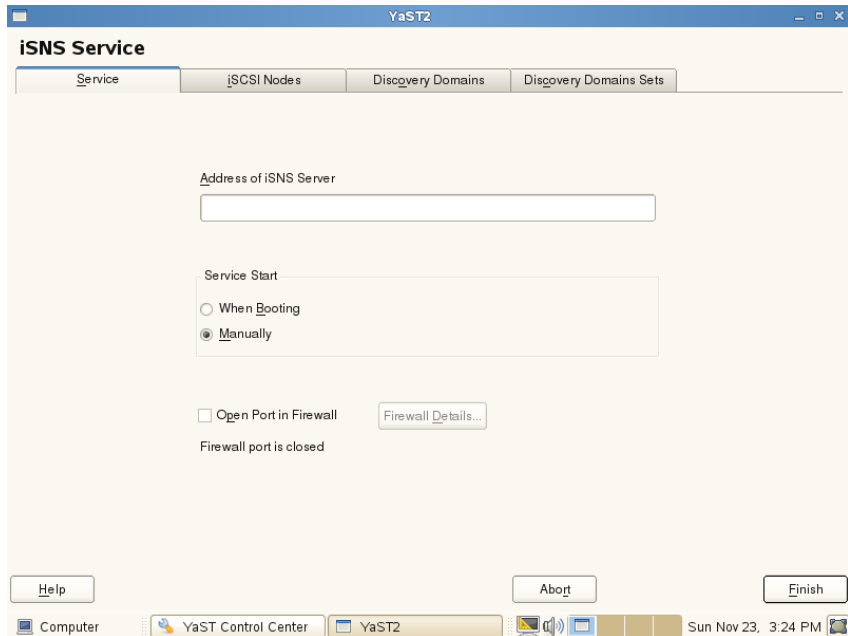 YaST2
iSNS Service
Service iSCSI Nodes Discovery Domains Discovery Domains Sets
Address of iSNS Server
Service Start
When Booting
Manually
Open Port in Firewall Firewall Details...
Firewall port is closed
Help Abort Finish
Computer YaST Control Center YaST2 Sun Nov 23, 3:24 PM